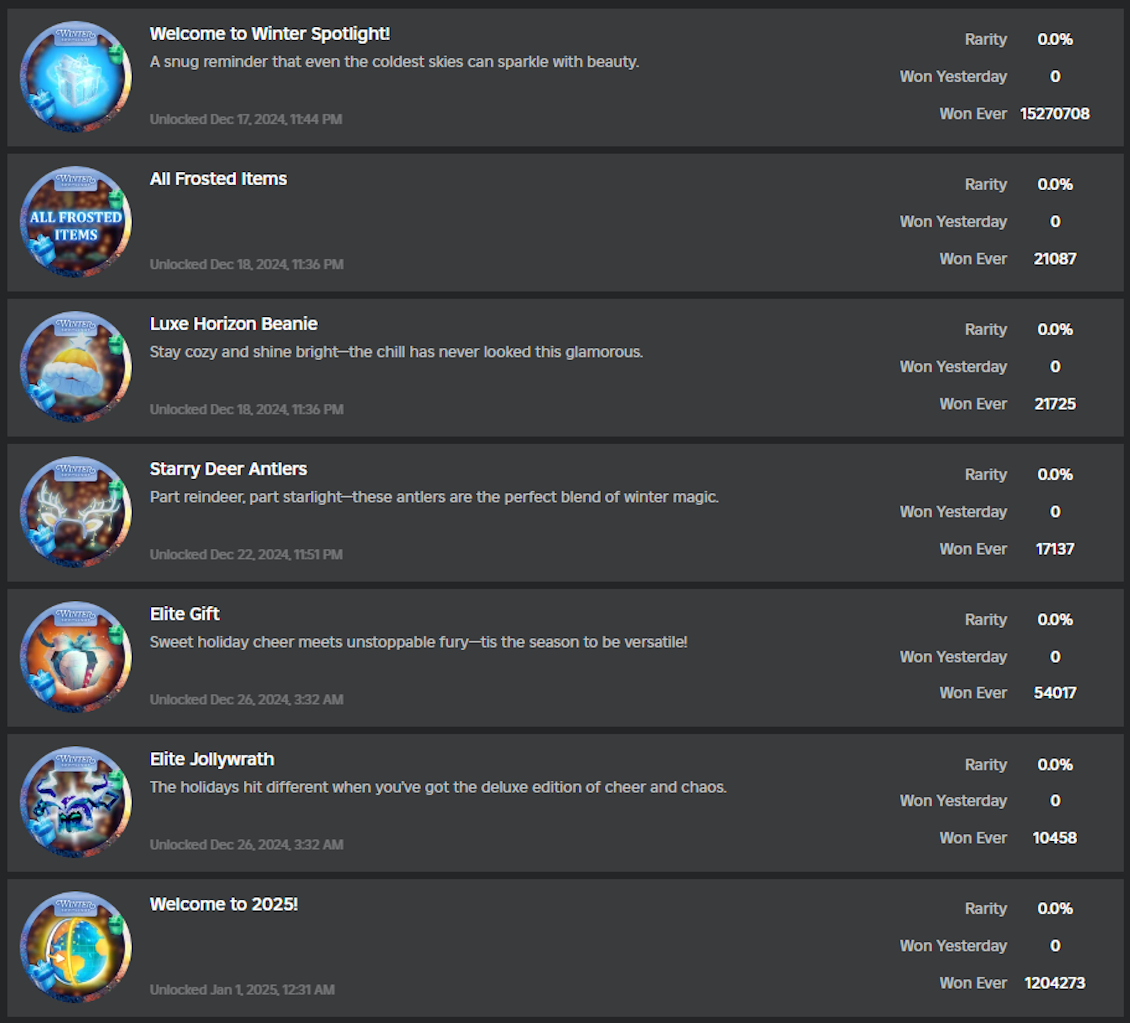 WINTER
Welcome to Winter Spotlight!
A snug reminder that even the coldest skies can sparkle with beauty.
Unlocked Dec 17, 2024, 11:44 PM
Rarity 0.0%
Won Yesterday 0
Won Ever 15270708
WINTER
ALL FROSTED
ITEMS
All Frosted Items
Unlocked Dec 18, 2024, 11:36 PM
Rarity 0.0%
Won Yesterday 0
Won Ever 21087
WINTER
Luxe Horizon Beanie
Stay cozy and shine bright—the chill has never looked this glamorous.
Unlocked Dec 18, 2024, 11:36 PM
Rarity 0.0%
Won Yesterday 0
Won Ever 21725
WINTER
Starry Deer Antlers
Part reindeer, part starlight—these antlers are the perfect blend of winter magic.
Unlocked Dec 22, 2024, 11:51 PM
Rarity 0.0%
Won Yesterday 0
Won Ever 17137
WINTER
Elite Gift
Sweet holiday cheer meets unstoppable fury—tis the season to be versatile!
Unlocked Dec 26, 2024, 3:32 AM
Rarity 0.0%
Won Yesterday 0
Won Ever 54017
WINTER
Elite Jollywrath
The holidays hit different when you've got the deluxe edition of cheer and chaos.
Unlocked Dec 26, 2024, 3:32 AM
Rarity 0.0%
Won Yesterday 0
Won Ever 10458
WINTER
Welcome to 2025!
Unlocked Jan 1, 2025, 12:31 AM
Rarity 0.0%
Won Yesterday 0
Won Ever 1204273